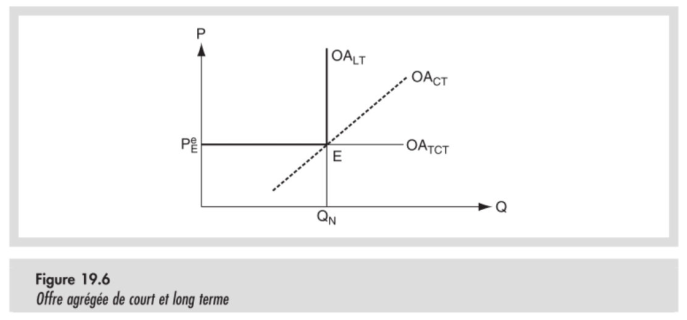 P
OA_LT
OA_CT
P_E^e
E
OA_TCT
Q
Q_N
Figure 19.6
Offre agrégée de court et long terme